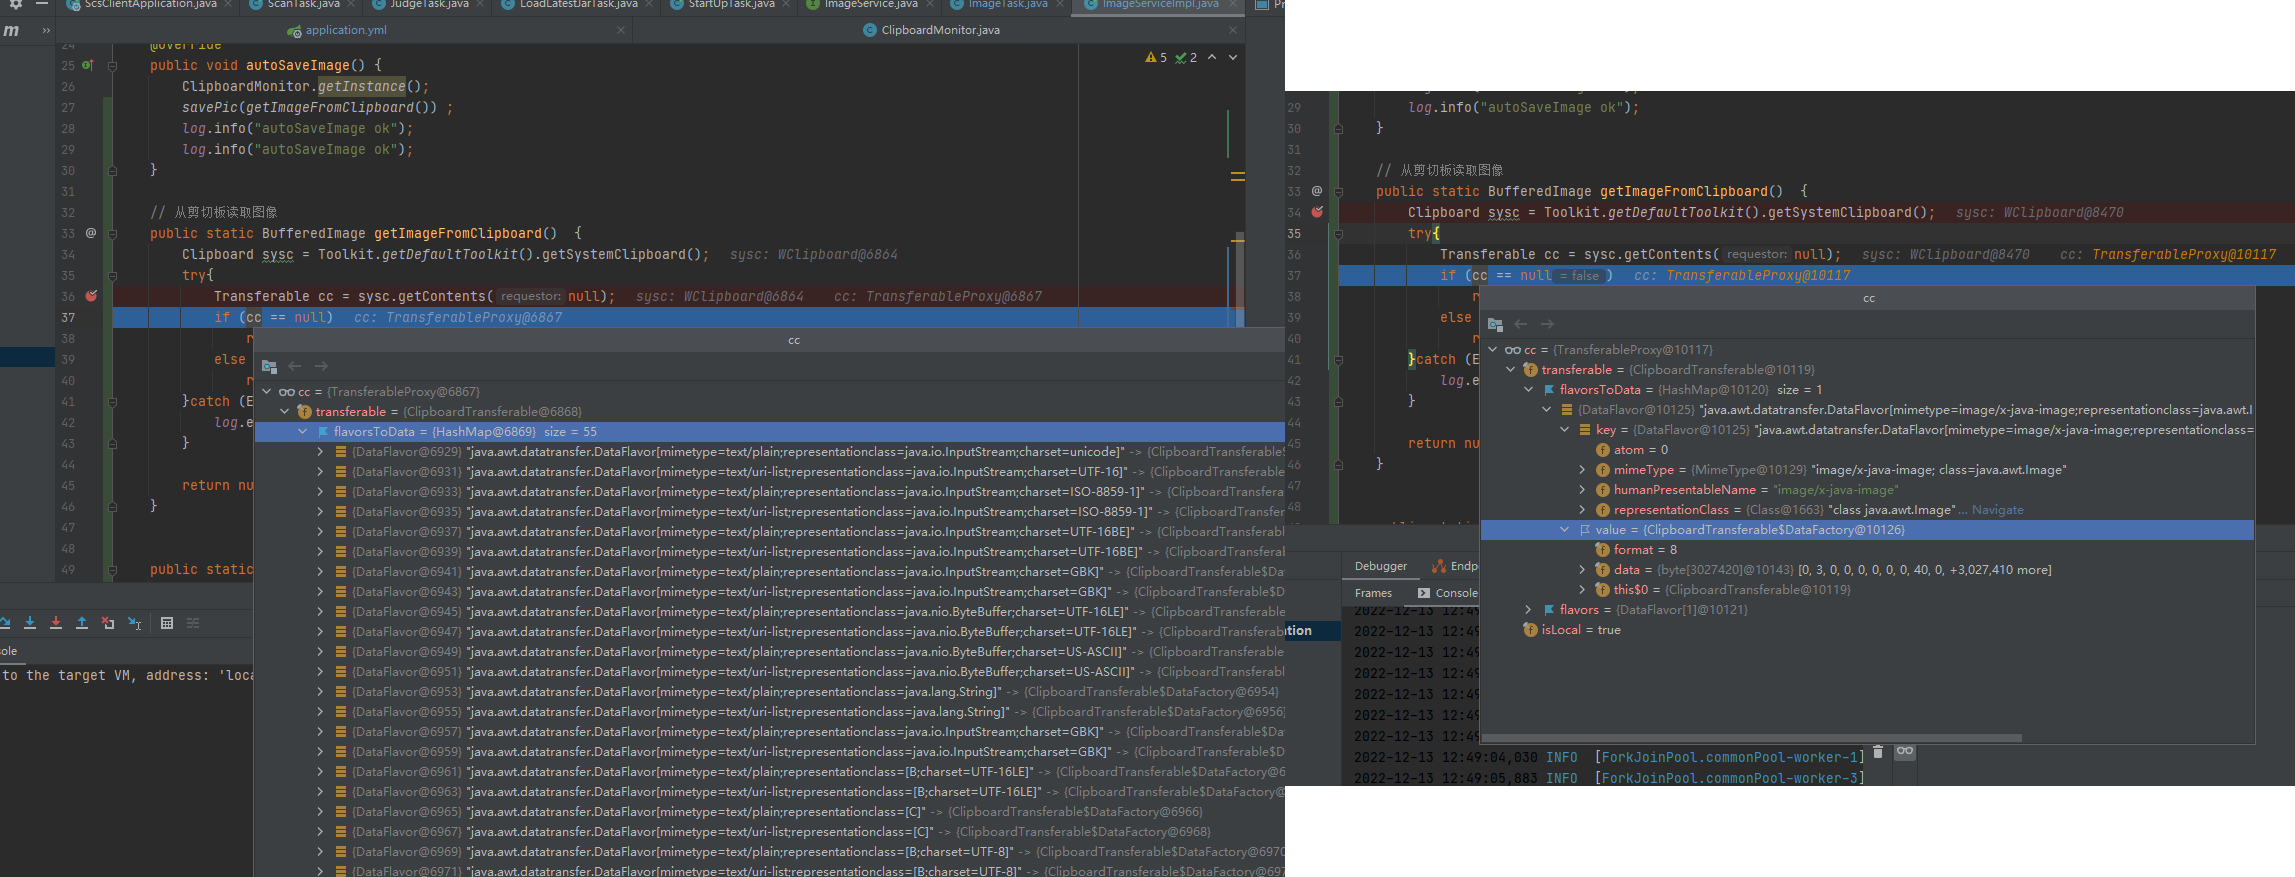 ScsClientApplication.java
ScanTask.java
JudgeTask.java
LoadLatestJarTask.java
StartUpTask.java
ImageService.java
ImageTask.java
ImageServiceImpl.java
m
»
application.yml
ClipboardMonitor.java
24 @Override
25 public void autoSaveImage() {
5 2
26 ClipboardMonitor.getInstance();
27 savePic(getImageFromClipboard()) ;
28 log.info("autoSaveImage ok");
29 log.info("autoSaveImage ok");
30 }
31
32 // 从剪切板读取图像
33 @ public static BufferedImage getImageFromClipboard() {
34 Clipboard sysc = Toolkit.getDefaultToolkit().getSystemClipboard(); sysc: WClipboard@6864
35 try{
36 Transferable cc = sysc.getContents( requestor: null); sysc: WClipboard@6864 cc: TransferableProxy@6867
37 if (cc == null) cc: TransferableProxy@6867
38 r
39 else
40 r
41 }catch (E
42 log.e
43 }
44
45 return nu
46 }
47
48
49 public static
cc
cc = {TransferableProxy@6867}
transferable = {ClipboardTransferable@6868}
flavorsToData = {HashMap@6869} size = 55
{DataFlavor@6929} "java.awt.datatransfer.DataFlavor[mimetype=text/plain;representationclass=java.io.InputStream;charset=unicode]" -> {ClipboardTransferable$
{DataFlavor@6931} "java.awt.datatransfer.DataFlavor[mimetype=text/uri-list;representationclass=java.io.InputStream;charset=UTF-16]" -> {ClipboardTransferable
{DataFlavor@6933} "java.awt.datatransfer.DataFlavor[mimetype=text/plain;representationclass=java.io.InputStream;charset=ISO-8859-1]" -> {ClipboardTransfera
{DataFlavor@6935} "java.awt.datatransfer.DataFlavor[mimetype=text/uri-list;representationclass=java.io.InputStream;charset=ISO-8859-1]" -> {ClipboardTransfe
{DataFlavor@6937} "java.awt.datatransfer.DataFlavor[mimetype=text/plain;representationclass=java.io.InputStream;charset=UTF-16BE]" -> {ClipboardTransferab
{DataFlavor@6939} "java.awt.datatransfer.DataFlavor[mimetype=text/uri-list;representationclass=java.io.InputStream;charset=UTF-16BE]" -> {ClipboardTransfera
{DataFlavor@6941} "java.awt.datatransfer.DataFlavor[mimetype=text/plain;representationclass=java.io.InputStream;charset=GBK]" -> {ClipboardTransferable$Da
{DataFlavor@6943} "java.awt.datatransfer.DataFlavor[mimetype=text/uri-list;representationclass=java.io.InputStream;charset=GBK]" -> {ClipboardTransferable$D
{DataFlavor@6945} "java.awt.datatransfer.DataFlavor[mimetype=text/plain;representationclass=java.nio.ByteBuffer;charset=UTF-16LE]" -> {ClipboardTransferabl
{DataFlavor@6947} "java.awt.datatransfer.DataFlavor[mimetype=text/uri-list;representationclass=java.nio.ByteBuffer;charset=UTF-16LE]" -> {ClipboardTransferab
{DataFlavor@6949} "java.awt.datatransfer.DataFlavor[mimetype=text/plain;representationclass=java.nio.ByteBuffer;charset=US-ASCII]" -> {ClipboardTransferable
{DataFlavor@6951} "java.awt.datatransfer.DataFlavor[mimetype=text/uri-list;representationclass=java.nio.ByteBuffer;charset=US-ASCII]" -> {ClipboardTransferab
{DataFlavor@6953} "java.awt.datatransfer.DataFlavor[mimetype=text/plain;representationclass=java.lang.String]" -> {ClipboardTransferable$DataFactory@6954}
{DataFlavor@6955} "java.awt.datatransfer.DataFlavor[mimetype=text/uri-list;representationclass=java.lang.String]" -> {ClipboardTransferable$DataFactory@6956
{DataFlavor@6957} "java.awt.datatransfer.DataFlavor[mimetype=text/plain;representationclass=java.io.InputStream;charset=GBK]" -> {ClipboardTransferable$Da
{DataFlavor@6959} "java.awt.datatransfer.DataFlavor[mimetype=text/uri-list;representationclass=java.io.InputStream;charset=GBK]" -> {ClipboardTransferable$D
{DataFlavor@6961} "java.awt.datatransfer.DataFlavor[mimetype=text/plain;representationclass=[B;charset=UTF-16LE]" -> {ClipboardTransferable$DataFactory@6
{DataFlavor@6963} "java.awt.datatransfer.DataFlavor[mimetype=text/uri-list;representationclass=[B;charset=UTF-16LE]" -> {ClipboardTransferable$DataFactory@
{DataFlavor@6965} "java.awt.datatransfer.DataFlavor[mimetype=text/plain;representationclass=[C]" -> {ClipboardTransferable$DataFactory@6966}
{DataFlavor@6967} "java.awt.datatransfer.DataFlavor[mimetype=text/uri-list;representationclass=[C]" -> {ClipboardTransferable$DataFactory@6968}
{DataFlavor@6969} "java.awt.datatransfer.DataFlavor[mimetype=text/plain;representationclass=[B;charset=UTF-8]" -> {ClipboardTransferable$DataFactory@6970
{DataFlavor@6971} "java.awt.datatransfer.DataFlavor[mimetype=text/uri-list;representationclass=[B;charset=UTF-8]" -> {ClipboardTransferable$DataFactory@697
ole
to the target VM, address: 'loca
29 log.info("autoSaveImage ok");
30 }
31
32 // 从剪切板读取图像
33 @ public static BufferedImage getImageFromClipboard() {
34 Clipboard sysc = Toolkit.getDefaultToolkit().getSystemClipboard(); sysc: WClipboard@8470
35 try{
36 Transferable cc = sysc.getContents( requestor: null); sysc: WClipboard@8470 cc: TransferableProxy@10117
37 if (cc == null = false ) cc: TransferableProxy@10117
38 r
39 else
40 r
41 }catch (E
42 log.e
43 }
44
45 return nu
46 }
47
48
cc
cc = {TransferableProxy@10117}
transferable = {ClipboardTransferable@10119}
flavorsToData = {HashMap@10120} size = 1
{DataFlavor@10125} "java.awt.datatransfer.DataFlavor[mimetype=image/x-java-image;representationclass=java.awt.I
key = {DataFlavor@10125} "java.awt.datatransfer.DataFlavor[mimetype=image/x-java-image;representationclass=
atom = 0
mimeType = {MimeType@10129} "image/x-java-image; class=java.awt.Image"
humanPresentableName = "image/x-java-image"
representationClass = {Class@1663} "class java.awt.Image"... Navigate
value = {ClipboardTransferable$DataFactory@10126}
format = 8
data = {byte[3027420]@10143} [0, 3, 0, 0, 0, 0, 0, 0, 40, 0, +3,027,410 more]
this$0 = {ClipboardTransferable@10119}
flavors = {DataFlavor[1]@10121}
isLocal = true
Debugger Endp
Frames Console
tion
2022-12-13 12:49
2022-12-13 12:49
2022-12-13 12:49
2022-12-13 12:49
2022-12-13 12:49
2022-12-13 12:49
2022-12-13 12:49
2022-12-13 12:49:04,030 INFO [ForkJoinPool.commonPool-worker-1]
2022-12-13 12:49:05,883 INFO [ForkJoinPool.commonPool-worker-3]